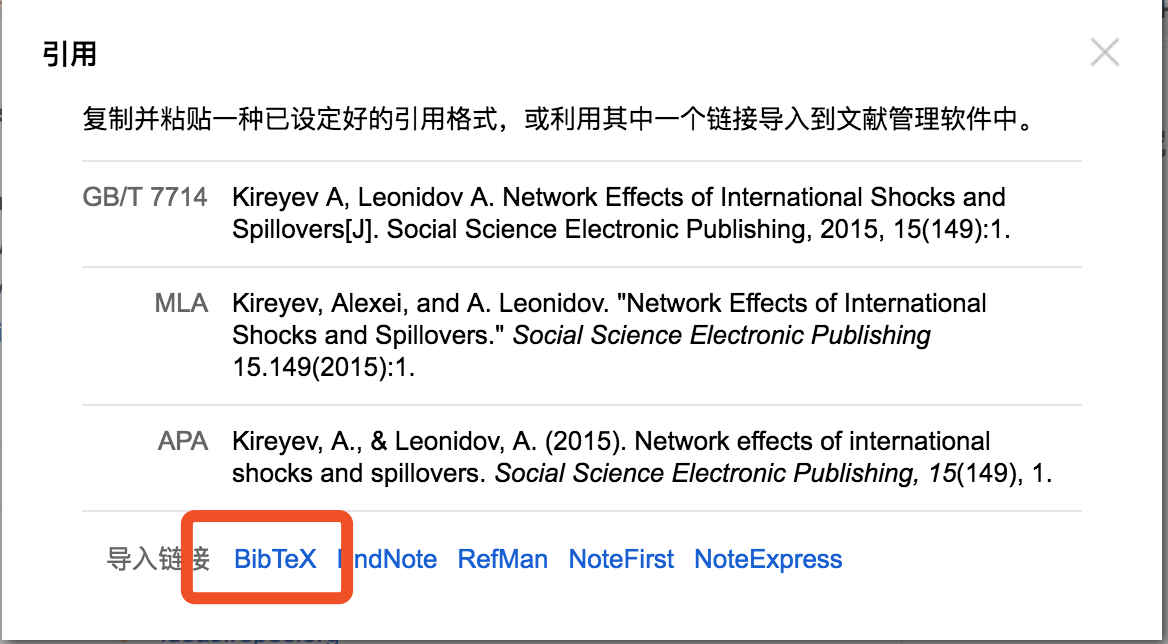 引用
复制并粘贴一种已设定好的引用格式，或利用其中一个链接导入到文献管理软件中。
GB/T 7714 Kireyev A, Leonidov A. Network Effects of International Shocks and
Spillovers[J]. Social Science Electronic Publishing, 2015, 15(149):1.
MLA Kireyev, Alexei, and A. Leonidov. "Network Effects of International
Shocks and Spillovers." Social Science Electronic Publishing
15.149(2015):1.
APA Kireyev, A., & Leonidov, A. (2015). Network effects of international
shocks and spillovers. Social Science Electronic Publishing, 15(149), 1.
导入链接 BibTeX EndNote RefMan NoteFirst NoteExpress